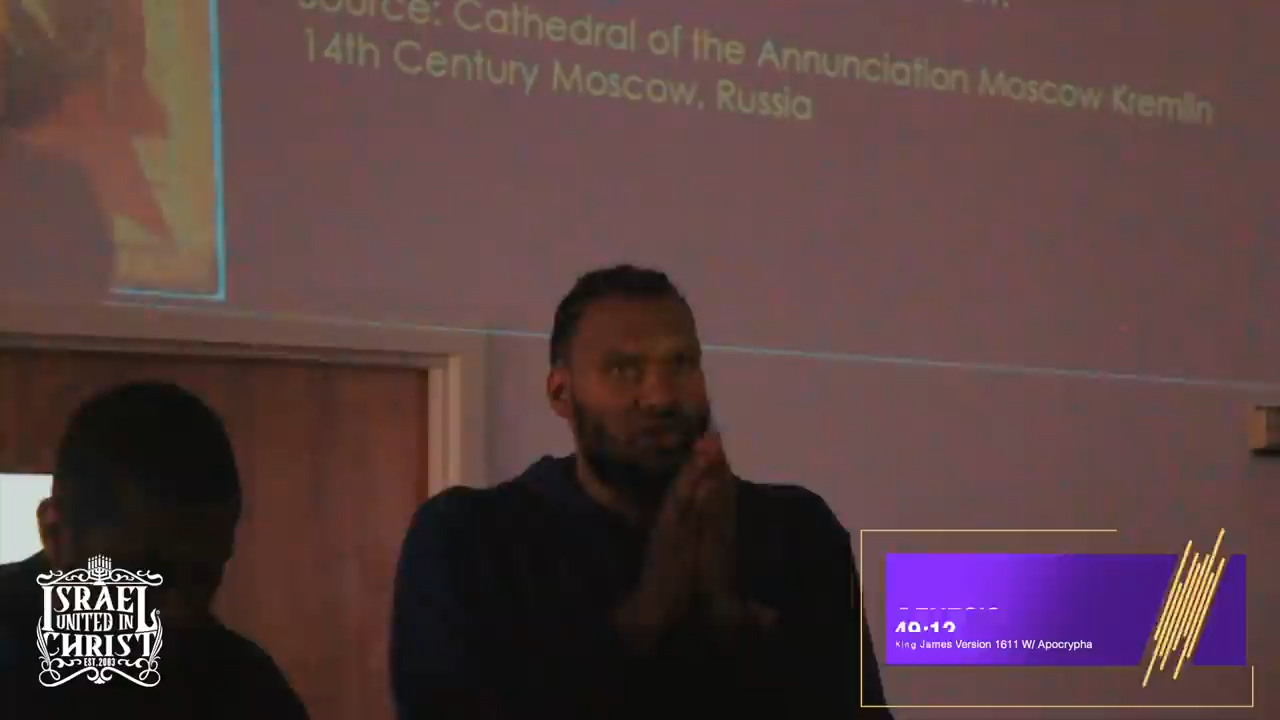 Source: Cathedral of the Annunciation Moscow Kremlin
14th Century Moscow, Russia
ISRAEL
UNITED IN
CHRIST
EST. 2003
49:12
King James Version 1611 W/ Apocrypha